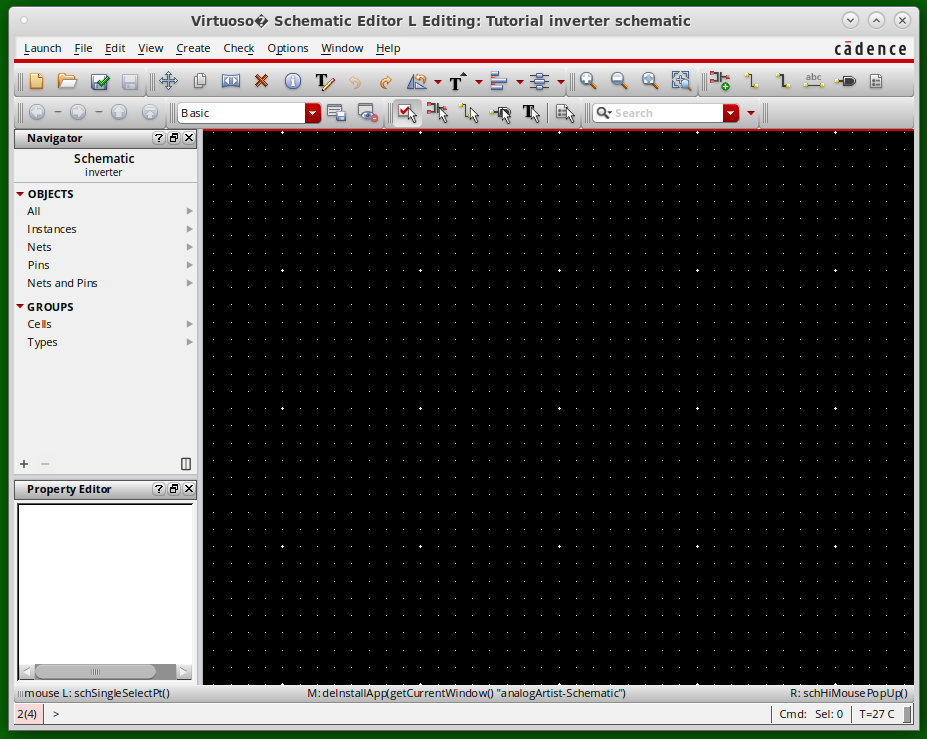 Virtuoso� Schematic Editor L Editing: Tutorial inverter schematic
Launch File Edit View Create Check Options Window Help
cādence
abc
Basic
Search
Navigator
Schematic
inverter
OBJECTS
All
Instances
Nets
Pins
Nets and Pins
GROUPS
Cells
Types
Property Editor
mouse L: schSingleSelectPt() M: deInstallApp(getCurrentWindow() "analogArtist-Schematic") R: schHiMousePopUp()
2(4) > Cmd: Sel: 0 T=27 C